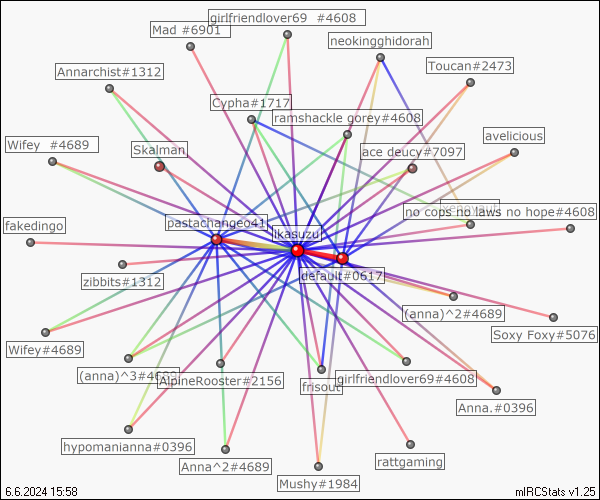 girlfriendlover69 #4608
Mad #6901
neokingghidorah
Annarchist#1312
Toucan#2473
Cypha#1717
ramshackle gorey#4608
Wifey #4689
Skalman
ace deucy#7097
avelicious
no cops no laws no hope#4608
fakedingo
pastachangeo41
ikasuzu
default#0617
zibbits#1312
(anna)^2#4689
Soxy Foxy#5076
Wifey#4689
(anna)^3#4689
AlpineRooster#2156
frisout
girlfriendlover69#4608
Anna.#0396
hypomanianna#0396
Anna^2#4689
rattgaming
Mushy#1984
6.6.2024 15:58
mIRCStats v1.25